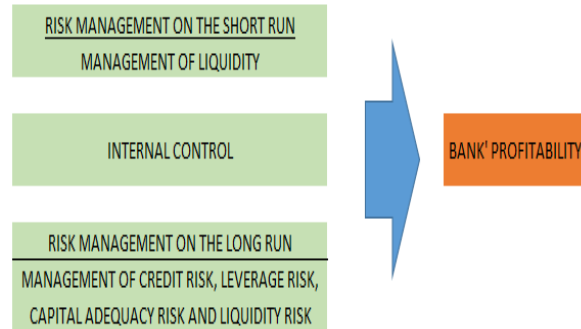 RISK MANAGEMENT ON THE SHORT RUN
MANAGEMENT OF LIQUIDITY
INTERNAL CONTROL
BANK' PROFITABILITY
RISK MANAGEMENT ON THE LONG RUN
MANAGEMENT OF CREDIT RISK, LEVERAGE RISK,
CAPITAL ADEQUACY RISK AND LIQUIDITY RISK